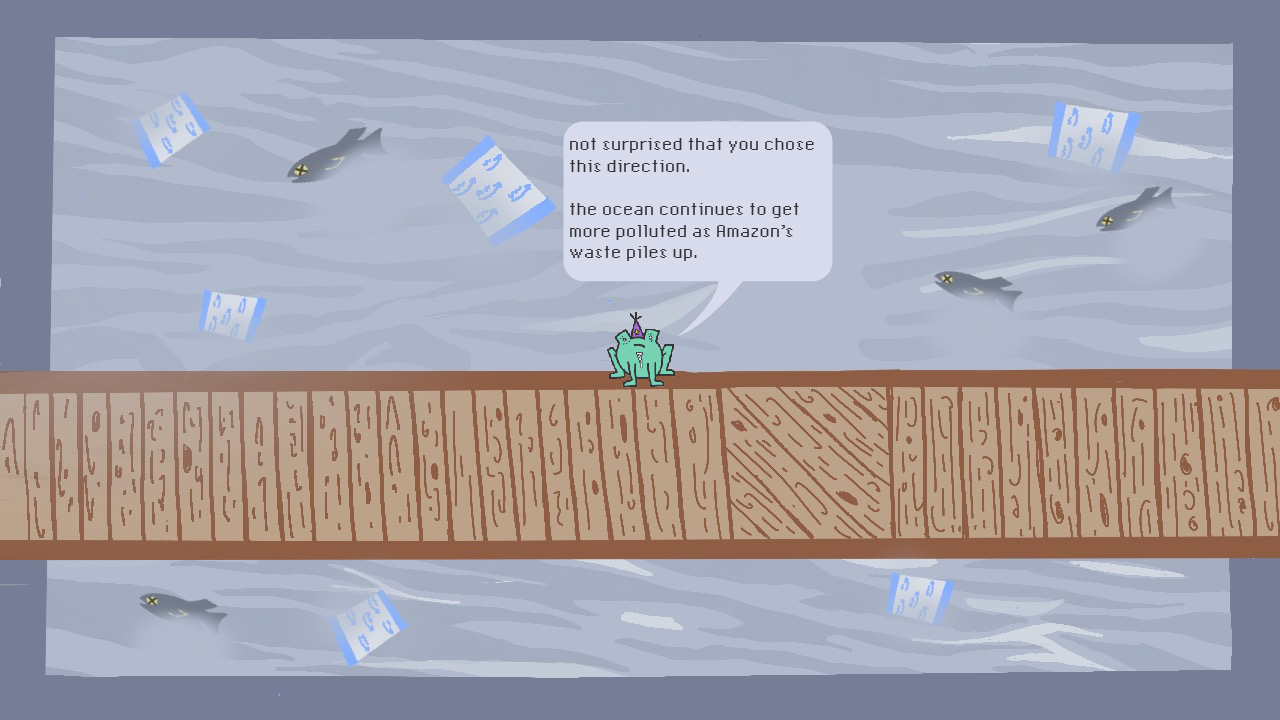 not surprised that you chose
this direction.
the ocean continues to get
more polluted as Amazon's
waste piles up.